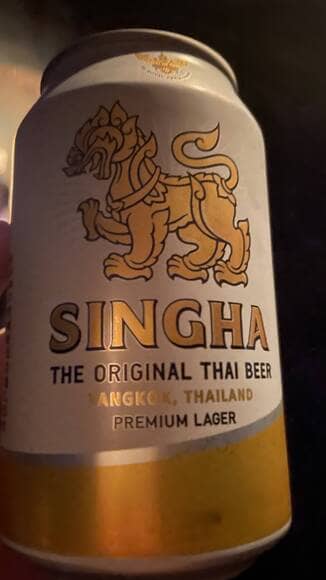 SINGHA
THE ORIGINAL THAI BEER
BANGKOK, THAILAND
PREMIUM LAGER